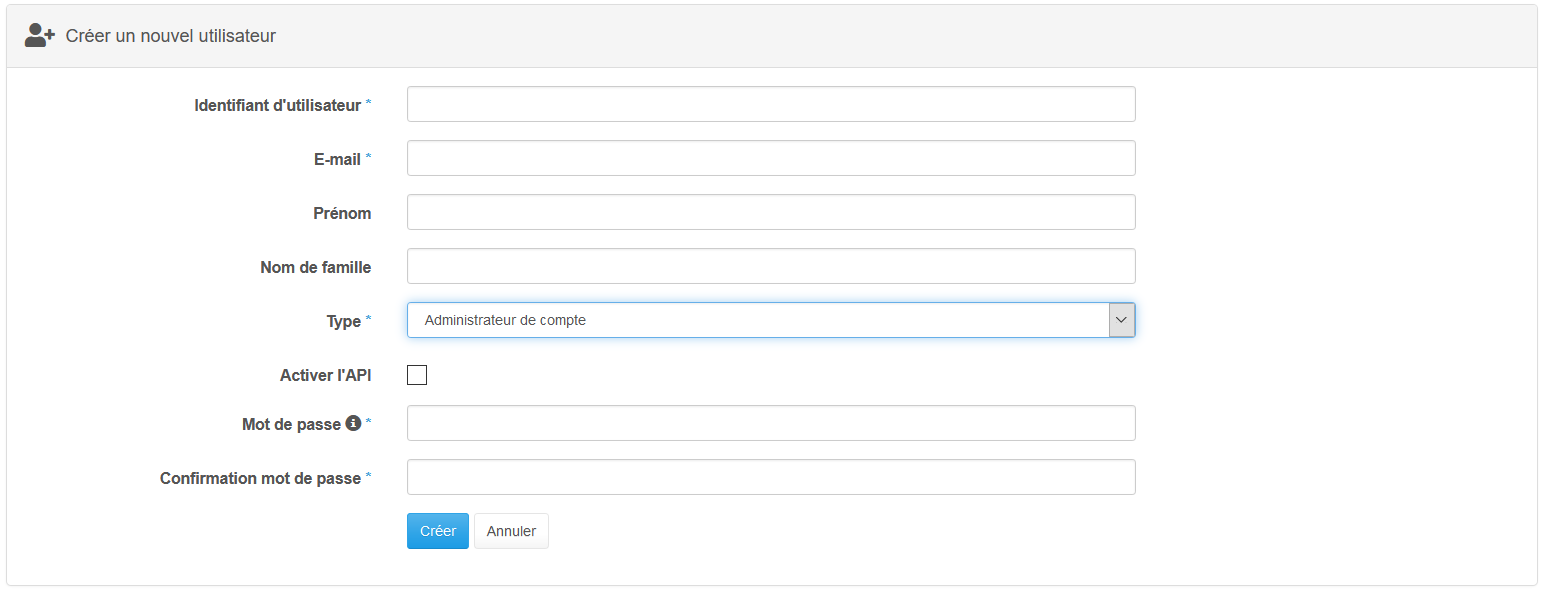 Créer un nouvel utilisateur
Identifiant d'utilisateur *
E-mail *
Prénom
Nom de famille
Type * Administrateur de compte
Activer l'API
Mot de passe *
Confirmation mot de passe *
Créer Annuler